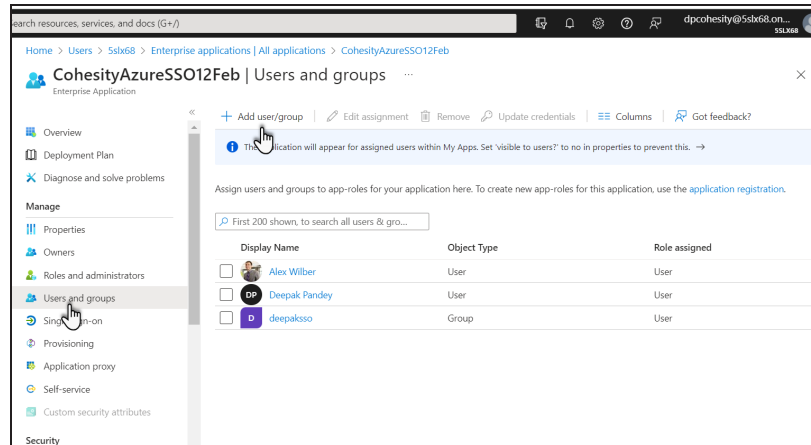 earch resources, services, and docs (G+/)
dpcohesity@5slx68.on...
5SLX68
Home > Users > 5slx68 > Enterprise applications | All applications > CohesityAzureSSO12Feb
CohesityAzureSSO12Feb | Users and groups ...
Enterprise Application
Add user/group
Edit assignment
Remove
Update credentials
Columns
Got feedback?
Overview
Deployment Plan
Diagnose and solve problems
Manage
Properties
Owners
Roles and administrators
Users and groups
Single sign-on
Provisioning
Application proxy
Self-service
Custom security attributes
Security
The application will appear for assigned users within My Apps. Set 'visible to users?' to no in properties to prevent this. →
Assign users and groups to app-roles for your application here. To create new app-roles for this application, use the application registration.
First 200 shown, to search all users & gro...
Display Name Object Type Role assigned
Alex Wilber User User
DP Deepak Pandey User User
D deepaksso Group User